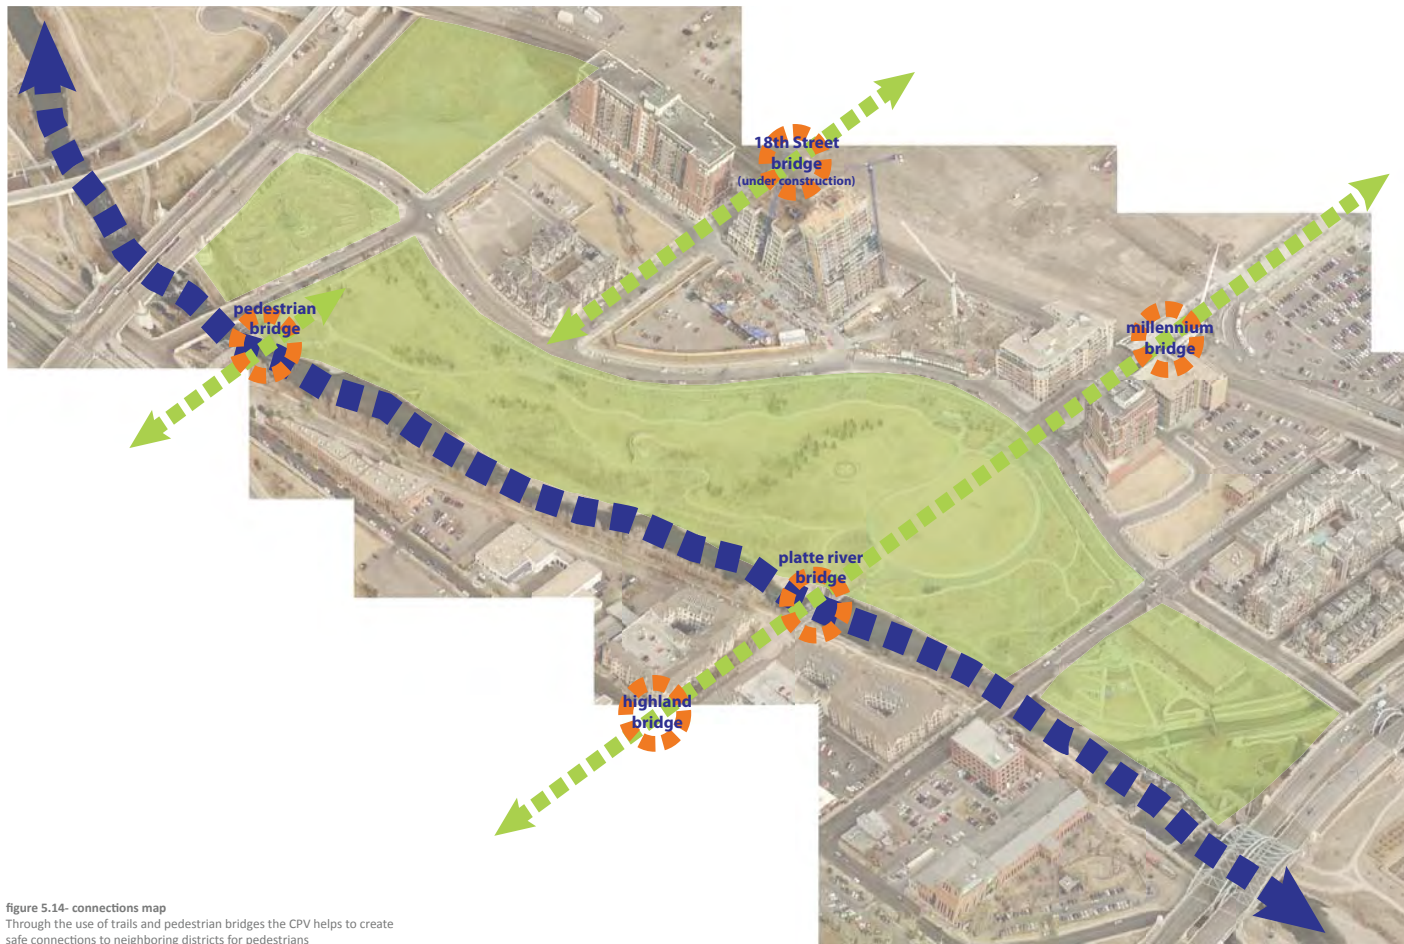 18th Street
bridge
(under construction)
pedestrian
bridge
millennium
bridge
platte river
bridge
highland
bridge
figure 5.14- connections map
Through the use of trails and pedestrian bridges the CPV helps to create
safe connections to neighboring districts for pedestrians